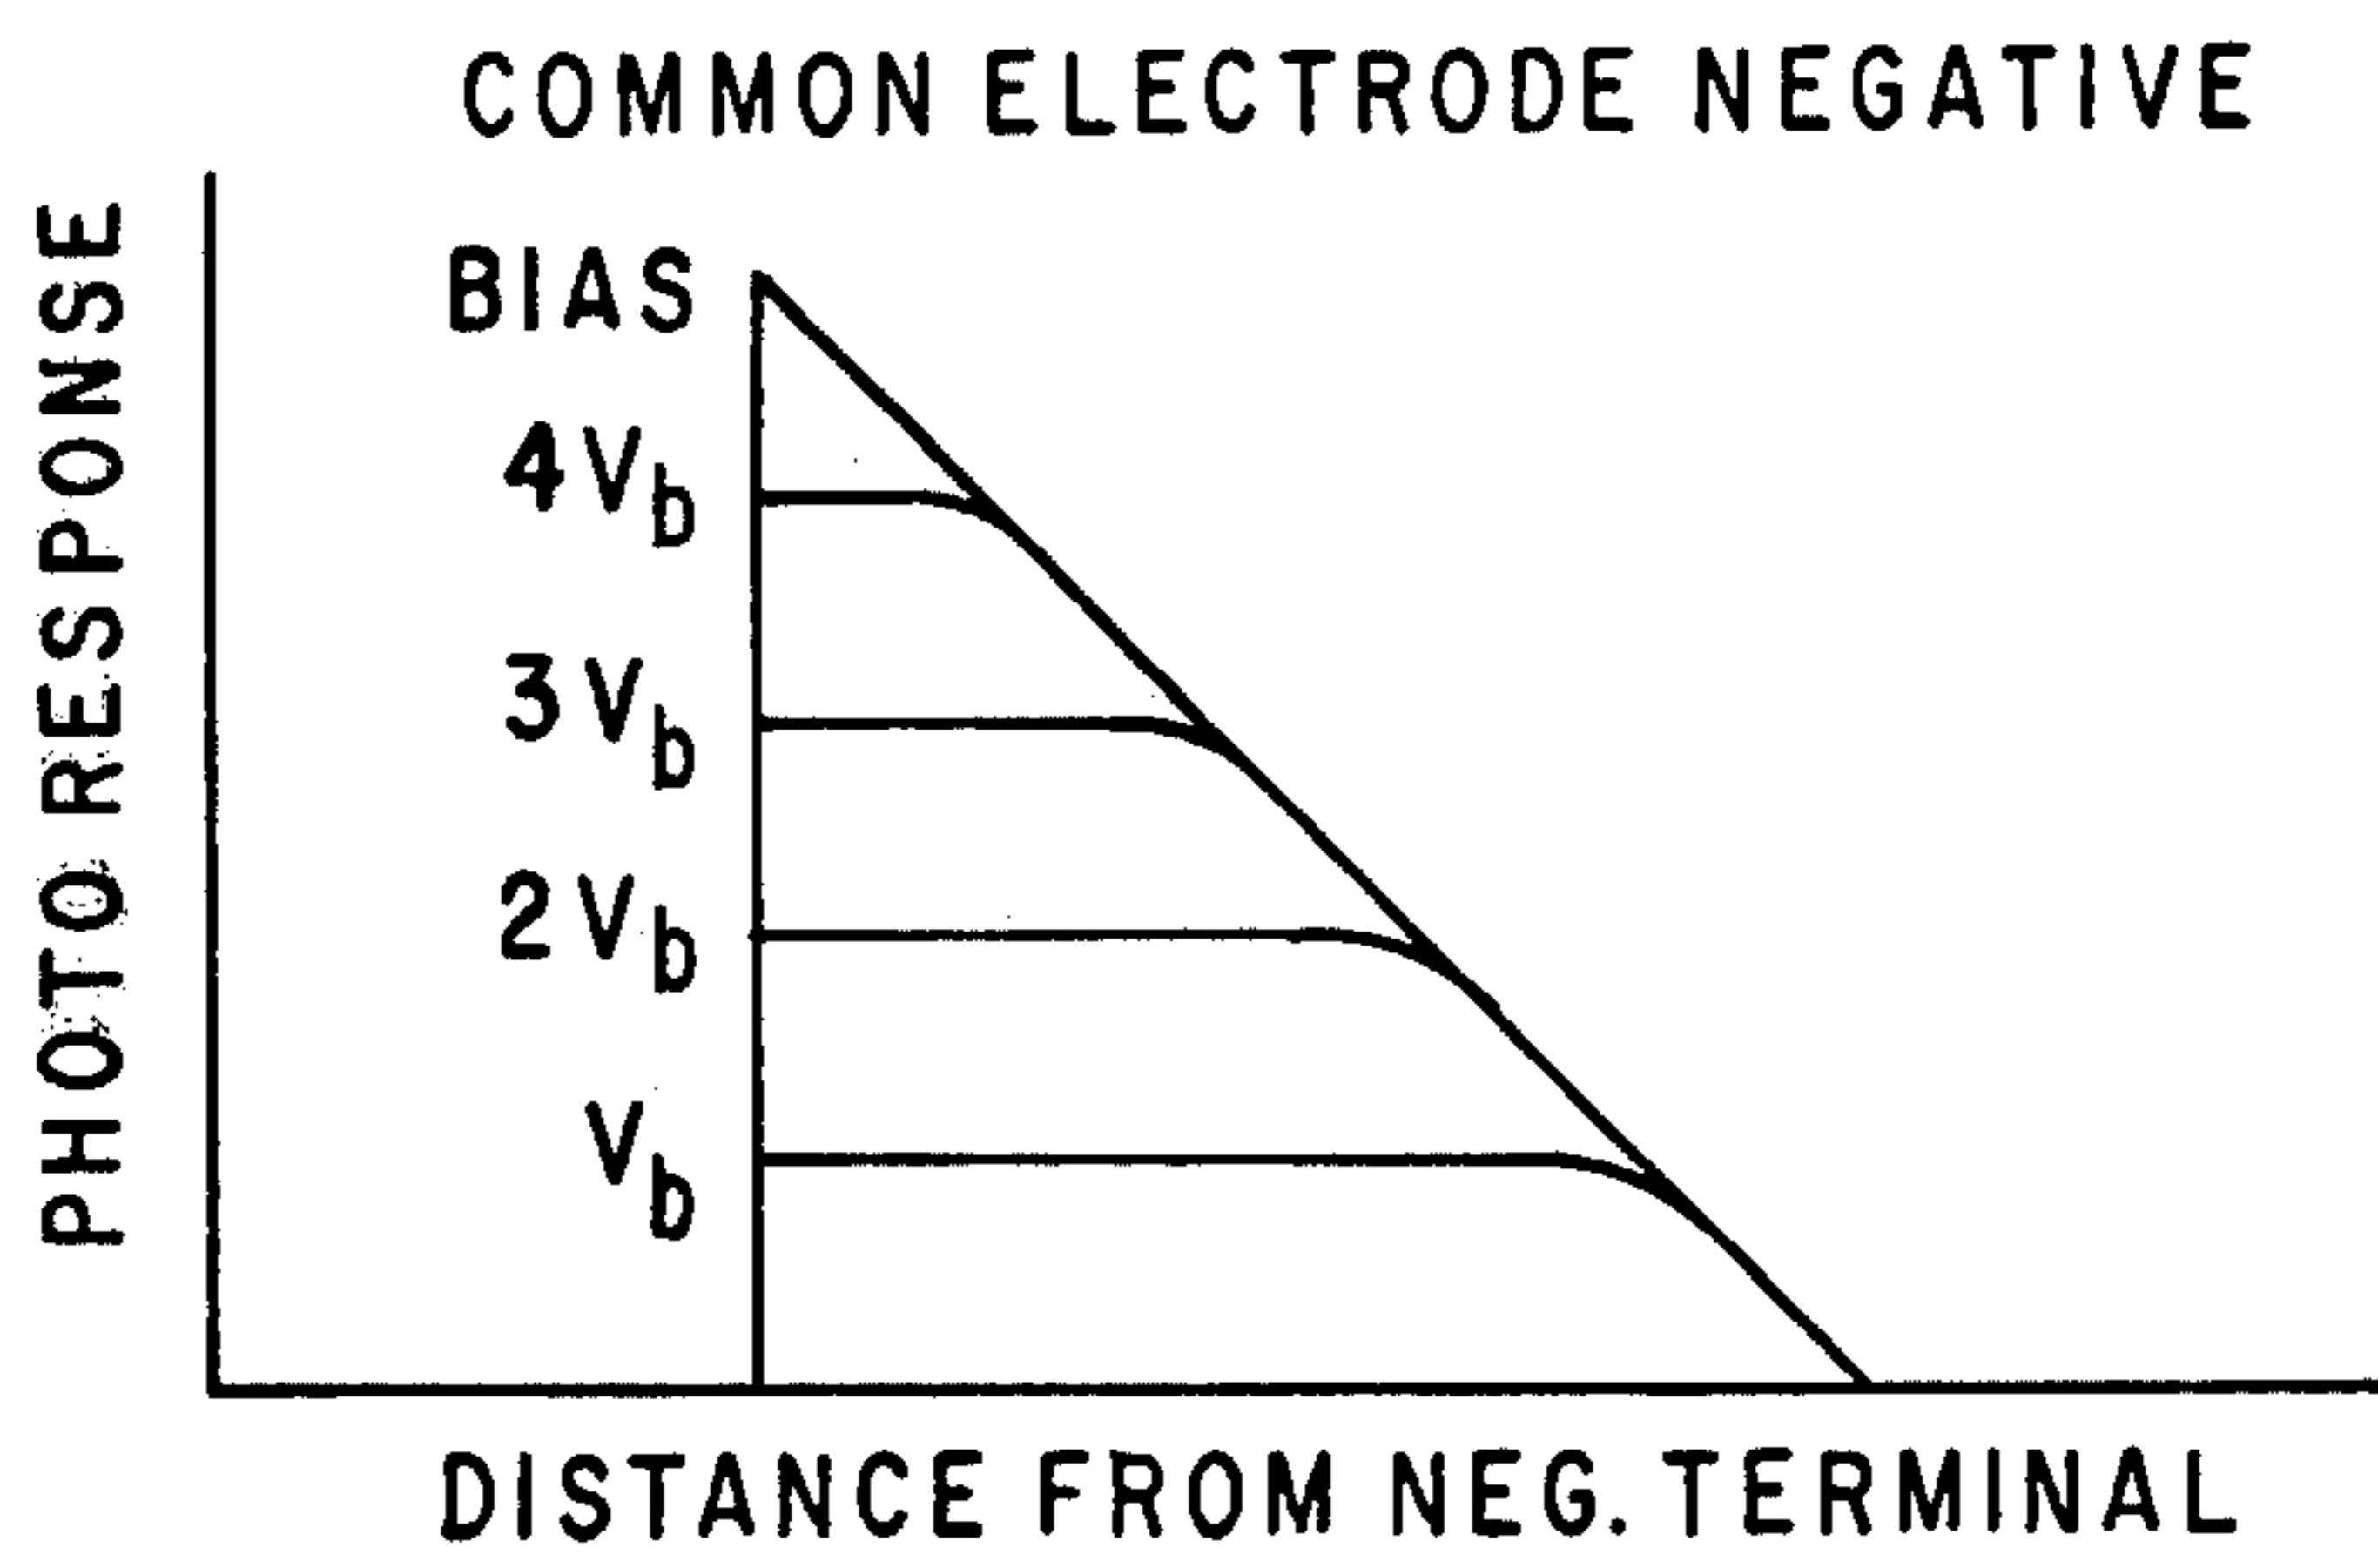 COMMON ELECTRODE NEGATIVE
PHOTO RESPONSE
BIAS
4Vb
3Vb
2Vb
Vb
DISTANCE FROM NEG. TERMINAL